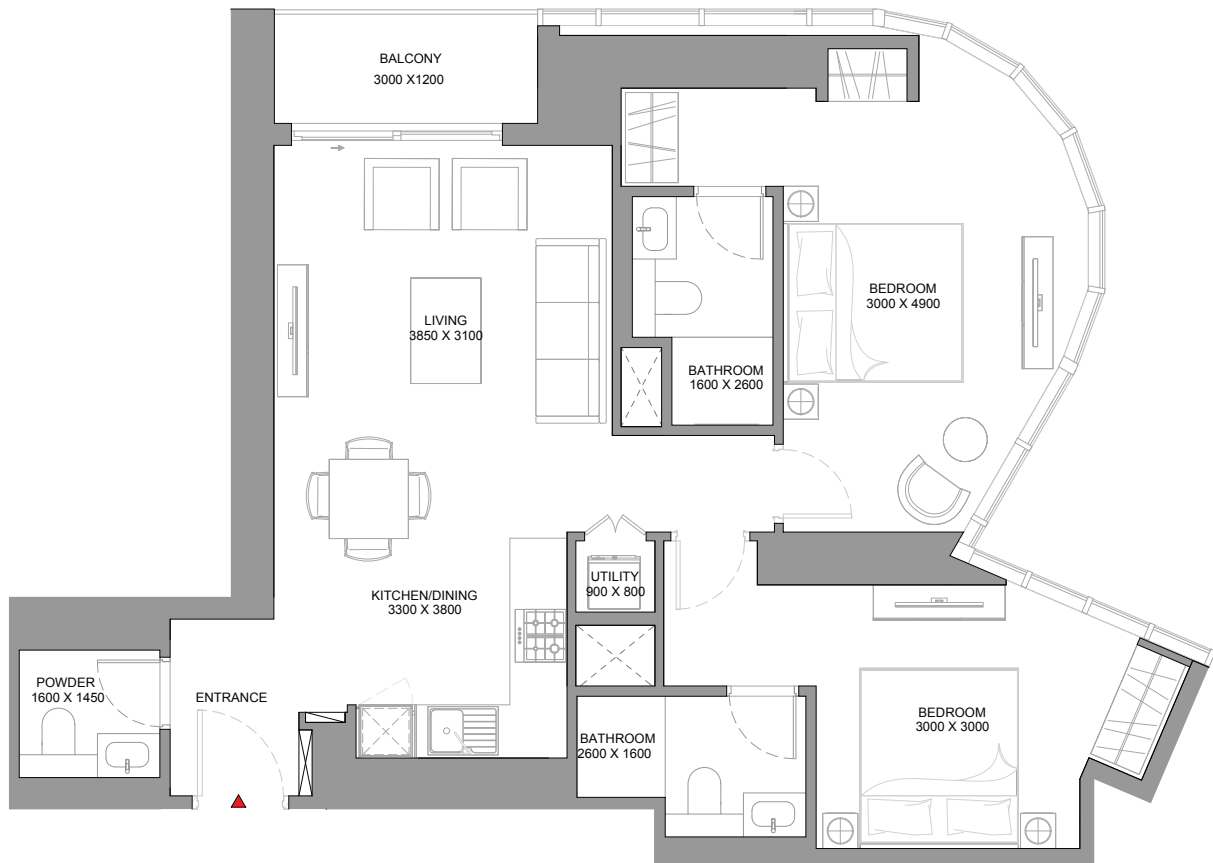 BALCONY
3000 X1200
BEDROOM
3000 X 4900
LIVING
3850 X 3100
BATHROOM
1600 X 2600
UTILITY
900 X 800
KITCHEN/DINING
3300 X 3800
POWDER
1600 X 1450
ENTRANCE
BEDROOM
3000 X 3000
BATHROOM
2600 X 1600